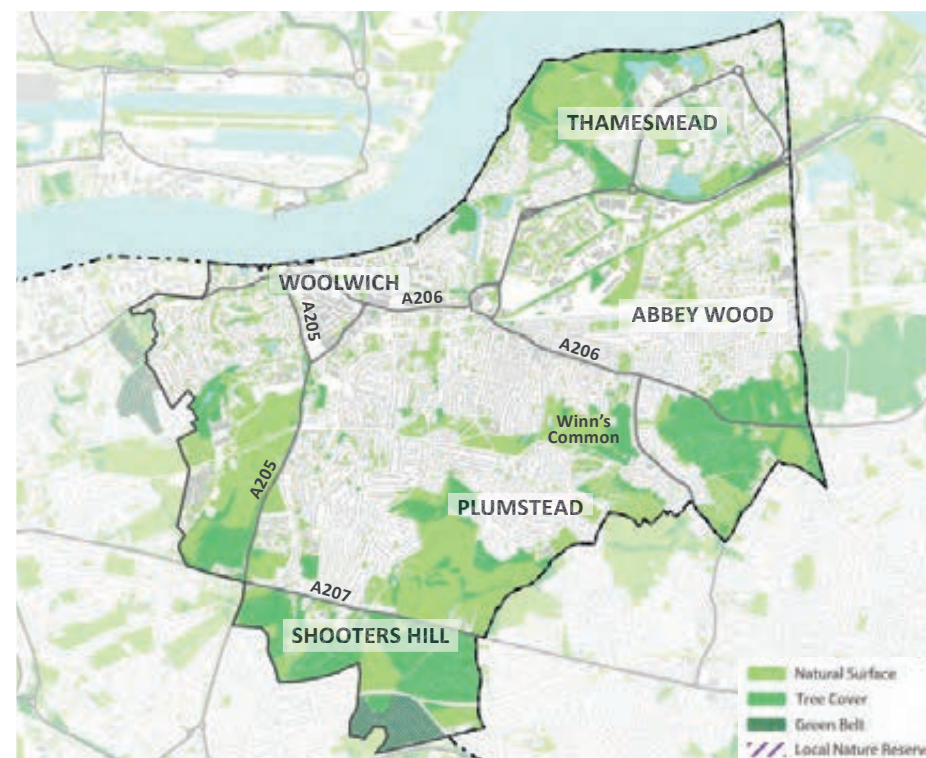 THAMESMEAD
WOOLWICH
A206
A205
ABBEY WOOD
A206
Winn's
Common
A205
PLUMSTEAD
A207
SHOOTERS HILL
Natural Surface
Tree Cover
Green Belt
Local Nature Reserve